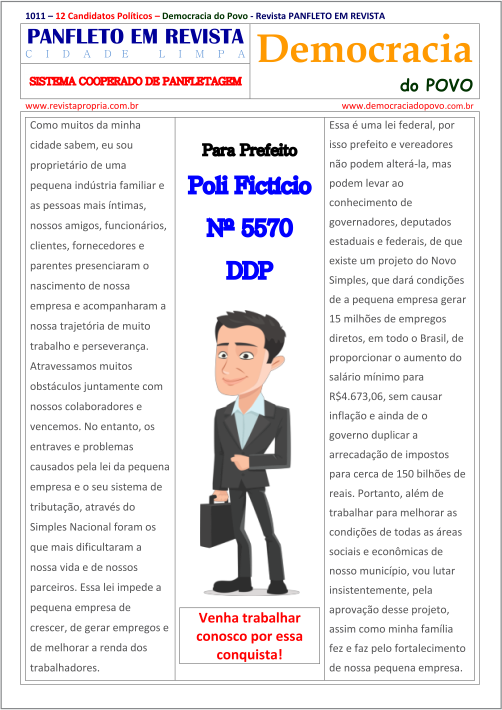 1011 – 12 Candidatos Políticos – Democracia do Povo - Revista PANFLETO EM REVISTA
PANFLETO EM REVISTA
C I D A D E L I M P A
SISTEMA COOPERADO DE PANFLETAGEM
Democracia
do POVO
www.revistapropria.com.br
www.democraciadopovo.com.br
Como muitos da minha
cidade sabem, eu sou
proprietário de uma
pequena indústria familiar e
as pessoas mais íntimas,
nossos amigos, funcionários,
clientes, fornecedores e
parentes presenciaram o
nascimento de nossa
empresa e acompanharam a
nossa trajetória de muito
trabalho e perseverança.
Atravessamos muitos
obstáculos juntamente com
nossos colaboradores e
vencemos. No entanto, os
entraves e problemas
causados pela lei da pequena
empresa e o seu sistema de
tributação, através do
Simples Nacional foram os
que mais dificultaram a
nossa vida e de nossos
parceiros. Essa lei impede a
pequena empresa de
crescer, de gerar empregos e
de melhorar a renda dos
trabalhadores.
Para Prefeito
Poli Fictício
Nº 5570
DDP
Venha trabalhar
conosco por essa
conquista!
Essa é uma lei federal, por
isso prefeito e vereadores
não podem alterá-la, mas
podem levar ao
conhecimento de
governadores, deputados
estaduais e federais, de que
existe um projeto do Novo
Simples, que dará condições
de a pequena empresa gerar
15 milhões de empregos
diretos, em todo o Brasil, de
proporcionar o aumento do
salário mínimo para
R$4.673,06, sem causar
inflação e ainda de o
governo duplicar a
arrecadação de impostos
para cerca de 150 bilhões de
reais. Portanto, além de
trabalhar para melhorar as
condições de todas as áreas
sociais e econômicas de
nosso município, vou lutar
insistentemente, pela
aprovação desse projeto,
assim como minha família
fez e faz pelo fortalecimento
de nossa pequena empresa.